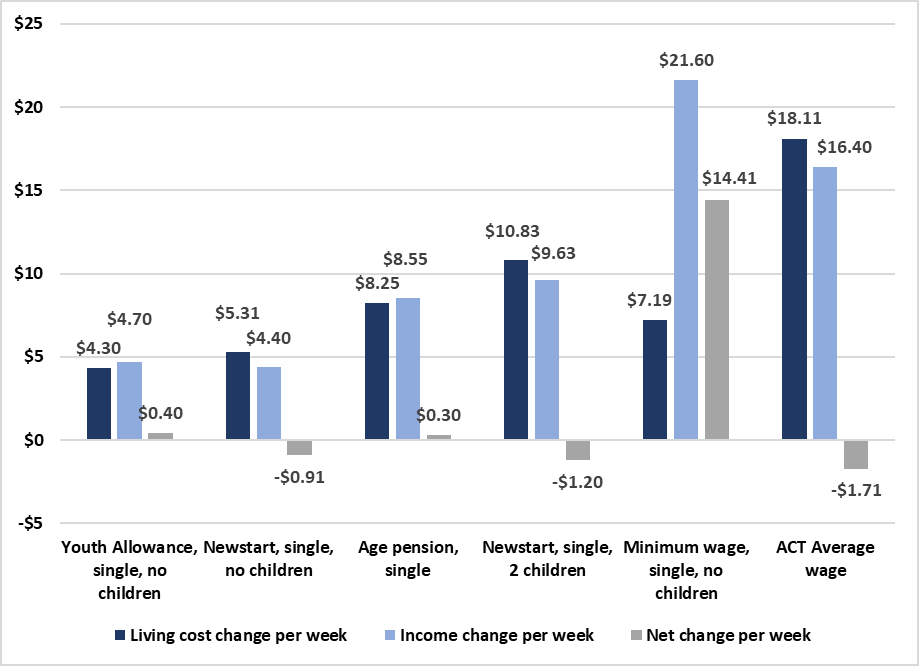 $25
$20
$15
$10
$5
$0
-$5
$4.30
$4.70
$0.40
$5.31
$4.40
-$0.91
$8.25
$8.55
$0.30
$10.83
$9.63
-$1.20
$7.19
$21.60
$14.41
$18.11
$16.40
-$1.71
Youth Allowance,
single, no
children
Newstart, single,
no children
Age pension,
single
Newstart, single,
2 children
Minimum wage,
single, no
children
ACT Average
wage
Living cost change per week
Income change per week
Net change per week